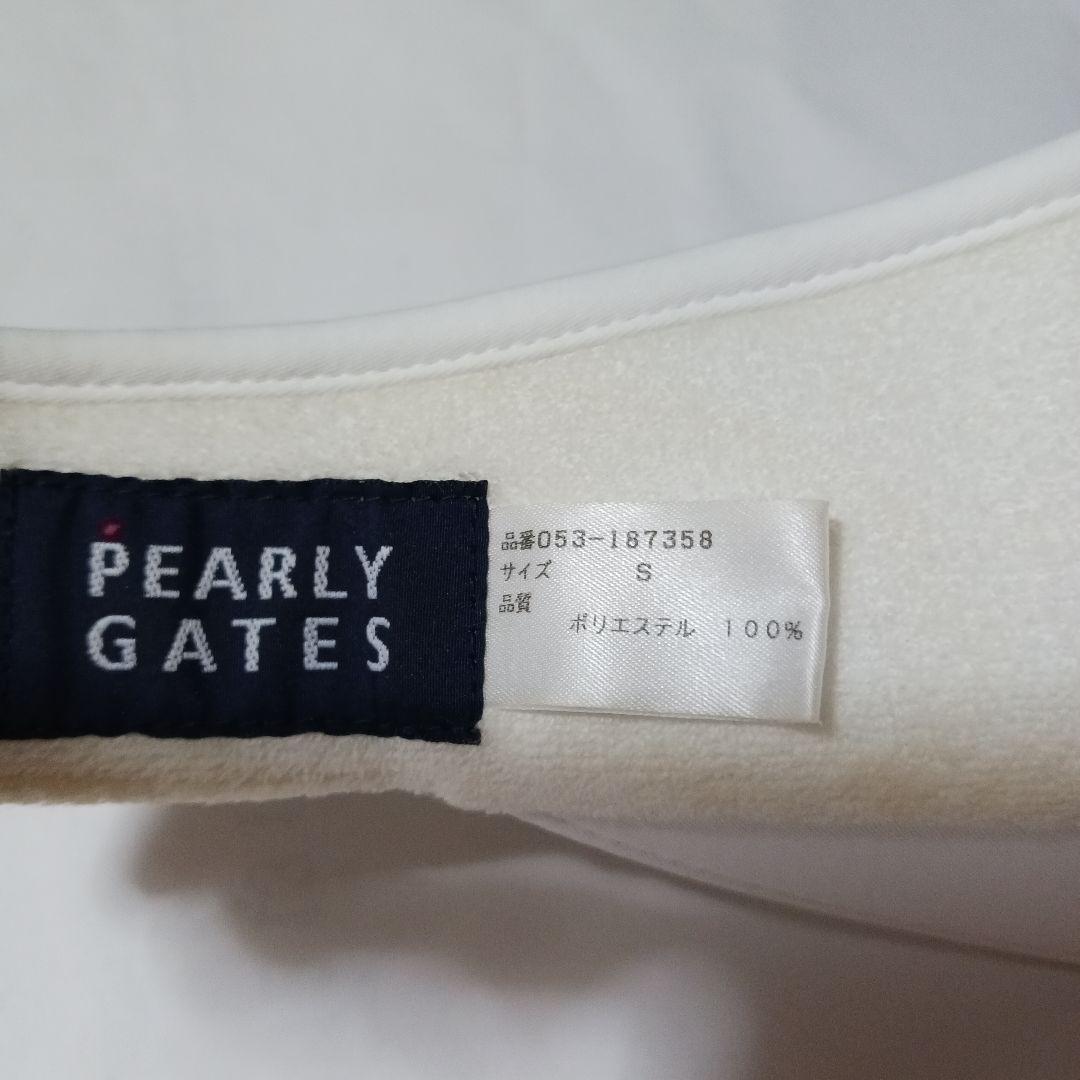 PEARLY
GATES
品番053-187358
サイズ S
品質
ポリエステル 100%